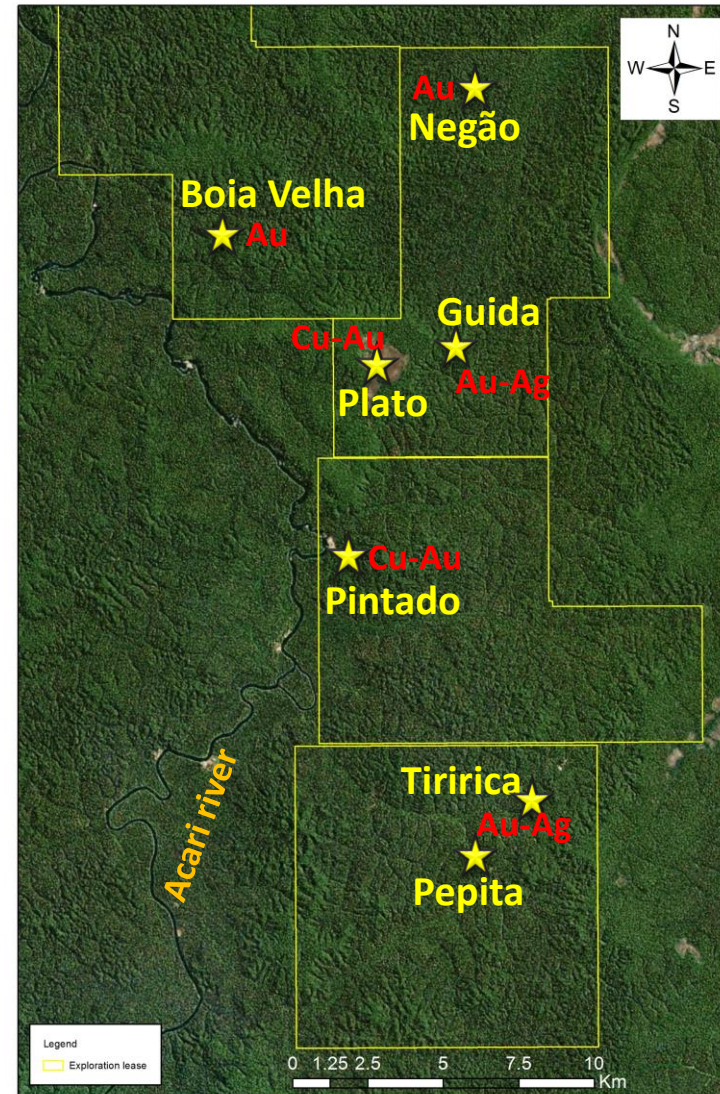 N
W E
S
Au
Negão
Boia Velha
Au
Guida
Cu-Au
Au-Ag
Plato
Cu-Au
Pintado
Acari river
Tiririca
Au-Ag
Pepita
Legend
Exploration lease
0 1.25 2.5 5 7.5 10
Km